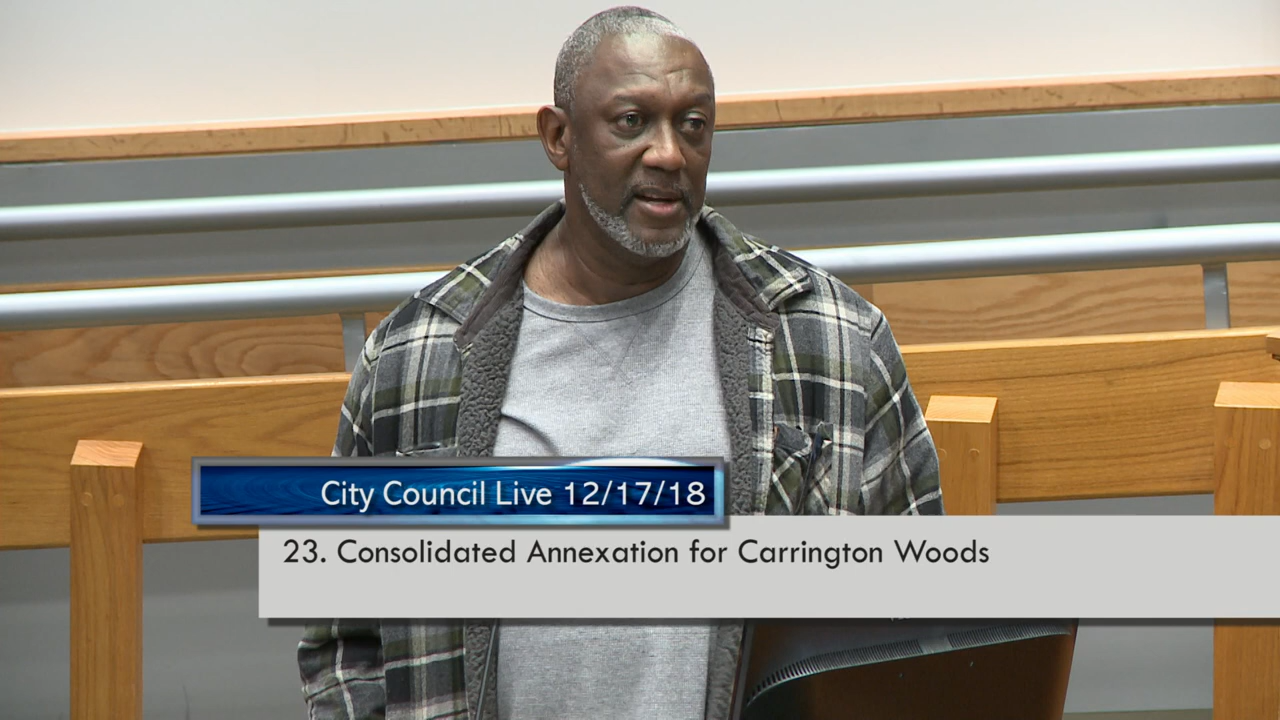 City Council Live 12/17/18
23. Consolidated Annexation for Carrington Woods